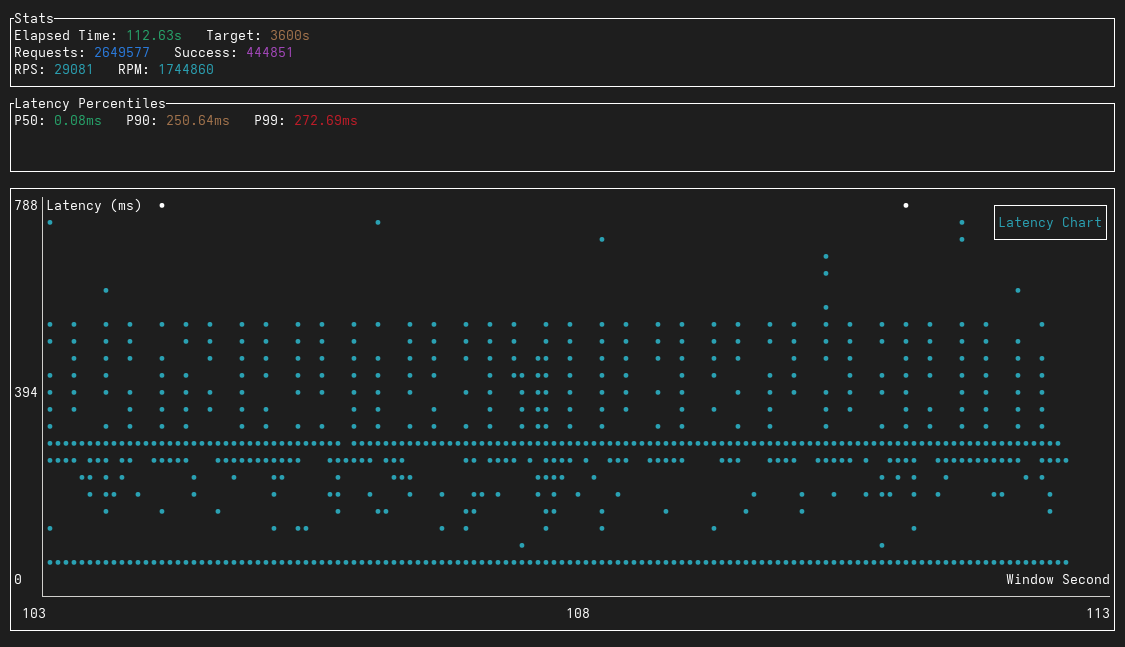 Stats
Elapsed Time: 112.63s Target: 3600s
Requests: 2649577 Success: 444851
RPS: 29081 RPM: 1744860
Latency Percentiles
P50: 0.08ms P90: 250.64ms P99: 272.69ms
788 Latency (ms)
Latency Chart
394
0 Window Second
103 108 113